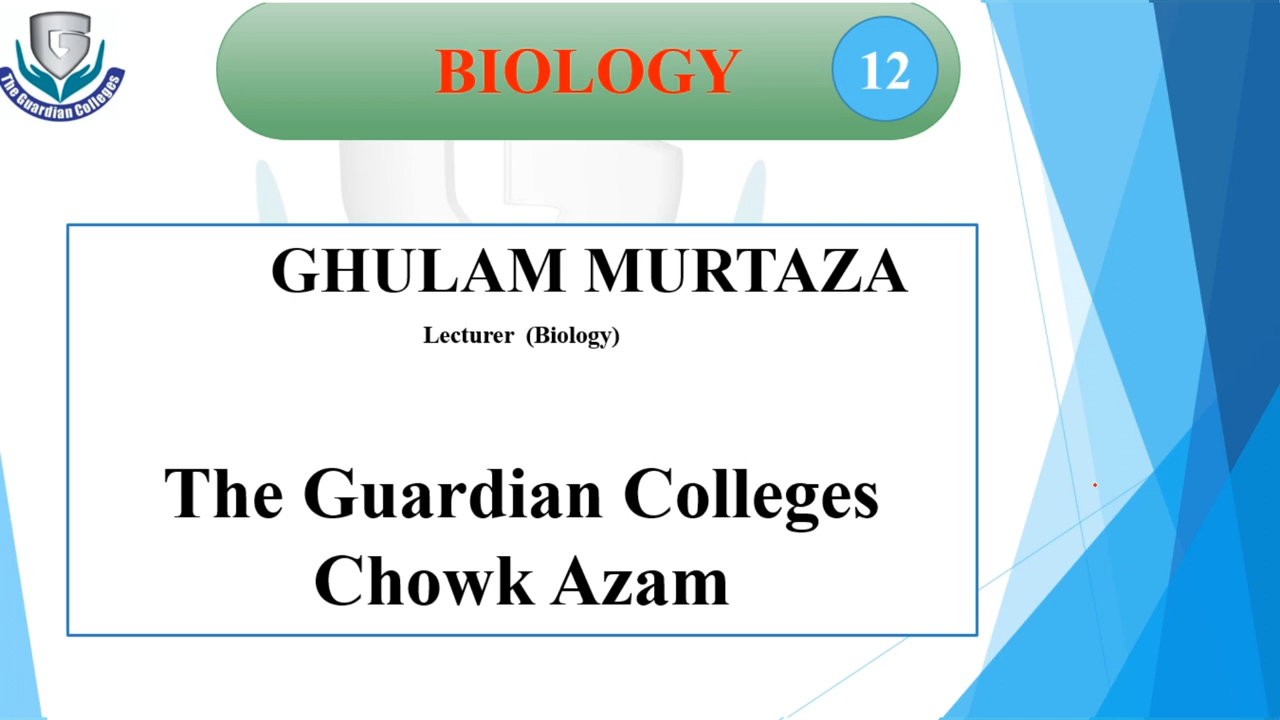 The Guardian Colleges
BIOLOGY
12
GHULAM MURTAZA
Lecturer (Biology)
The Guardian Colleges
Chowk Azam